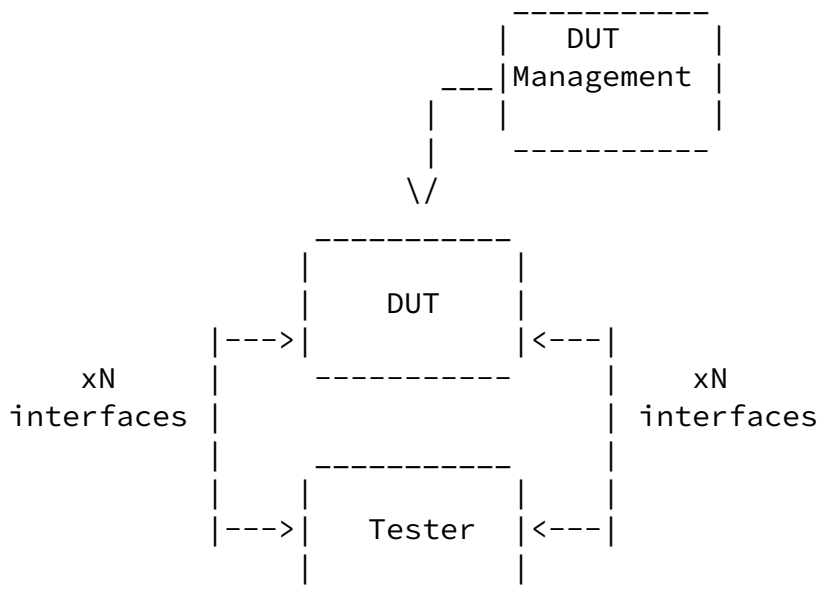 DUT
Management
DUT
xN xN
interfaces interfaces
Tester